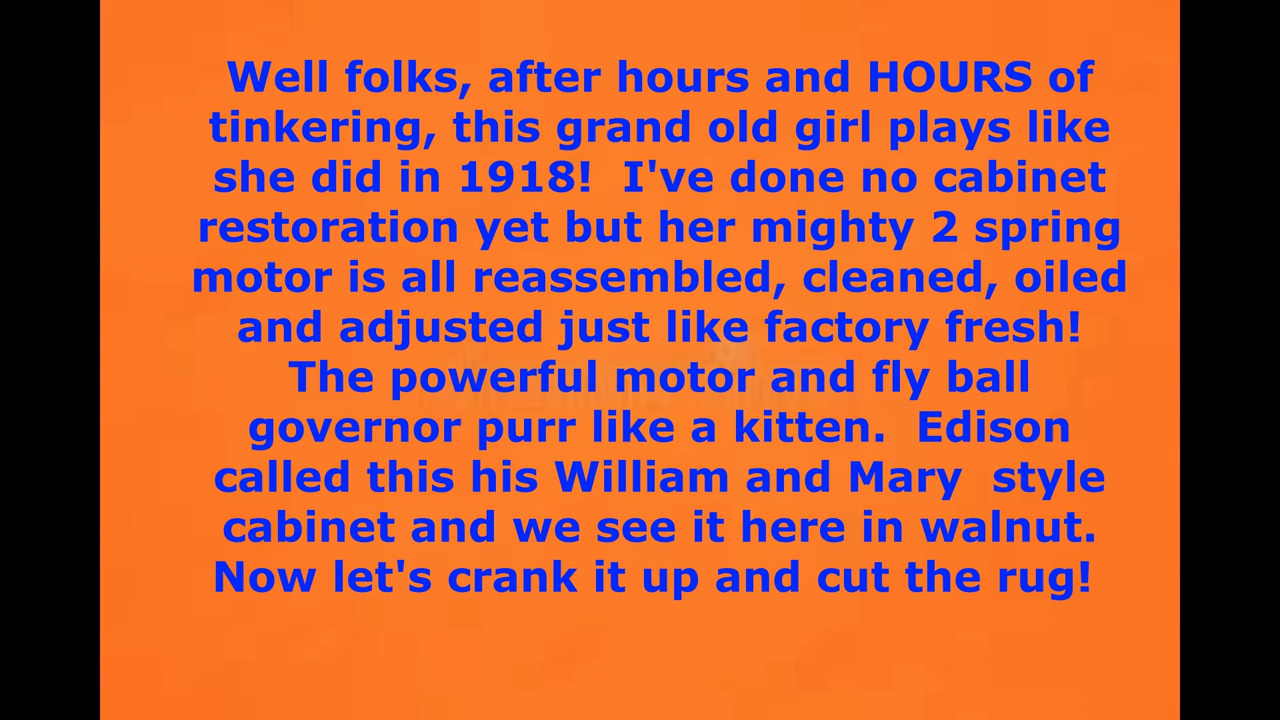 Well folks, after hours and HOURS of
tinkering, this grand old girl plays like
she did in 1918!  I've done no cabinet
restoration yet but her mighty 2 spring
motor is all reassembled, cleaned, oiled
and adjusted just like factory fresh!
The powerful motor and fly ball
governor purr like a kitten.  Edison
called this his William and Mary  style
cabinet and we see it here in walnut.
Now let's crank it up and cut the rug!